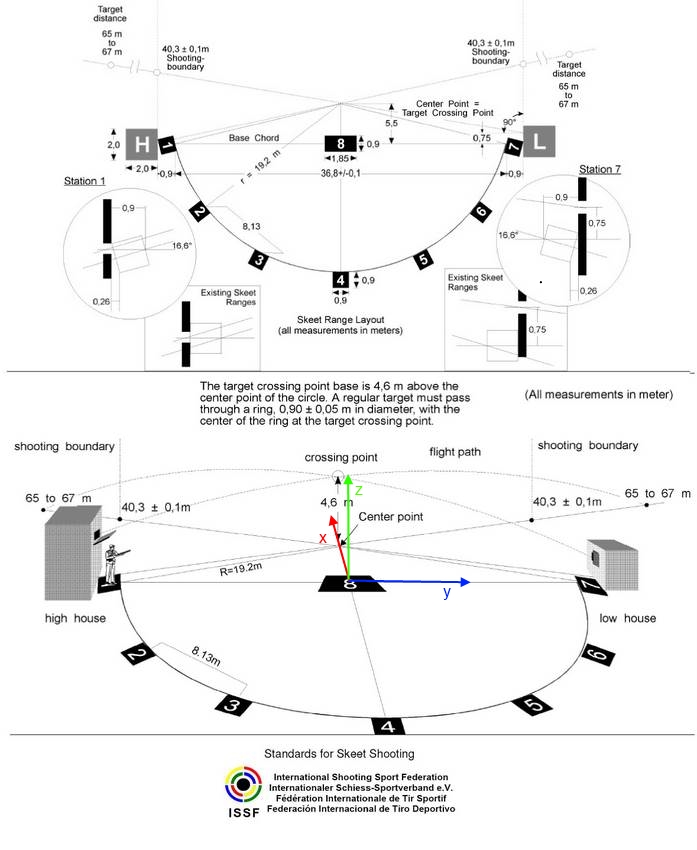 Target
distance
65 m
to
67 m
40,3 ± 0,1m
Shooting-
boundary
40,3 ± 0,1m
Shooting-
boundary
Target
distance
65 m
to
67 m
Center Point =
Target Crossing Point
5,5
90°
0,75
2,0
H
1
Base Chord
8
0,9
7
L
2,0
0,9
r = 19,2 m
1,85
36,8+/-0,1
0,9
Station 1
Station 7
0,9
16,6°
0,26
2
8,13
3
4
0,9
0,9
5
6
0,9
0,75
16,6°
0,26
Existing Skeet
Ranges
Existing Skeet
Ranges
0,75
Skeet Range Layout
(all measurements in meters)
The target crossing point base is 4,6 m above the
center point of the circle. A regular target must pass
through a ring, 0,90 ± 0,05 m in diameter, with the
center of the ring at the target crossing point.
(All measurements in meter)
shooting boundary
crossing point
flight path
shooting boundary
65 to 67 m
40,3 ± 0,1m
4,6 m
z
Center point
x
40,3 ± 0,1m
65 to 67 m
R=19.2m
1
8
y
7
high house
low house
2
8.13m
3
4
5
6
Standards for Skeet Shooting
ISSF
International Shooting Sport Federation
Internationaler Schiess-Sportverband e.V.
Fédération Internationale de Tir Sportif
Federación Internacional de Tiro Deportivo